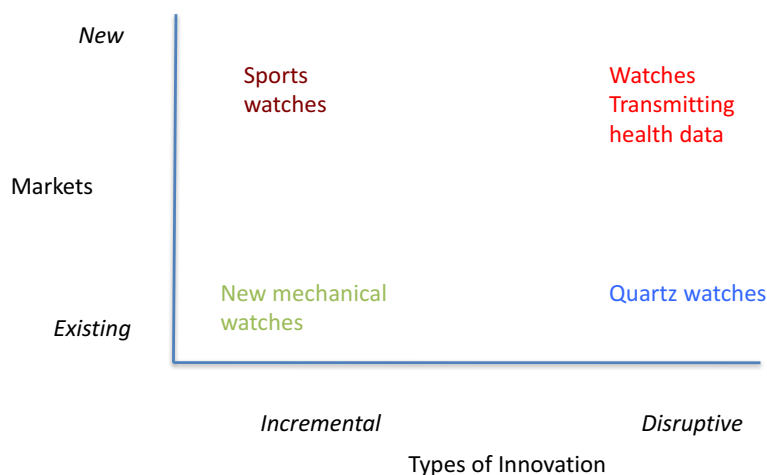 New
Sports
watches
Watches
Transmitting
health data
Markets
New mechanical
watches
Quartz watches
Existing
Incremental
Disruptive
Types of Innovation